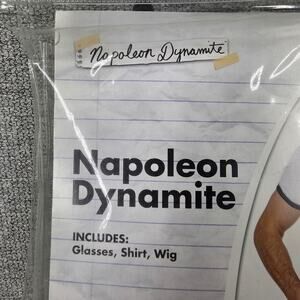 Napoleon Dynamite
Napoleon
Dynamite
INCLUDES:
Glasses, Shirt, Wig